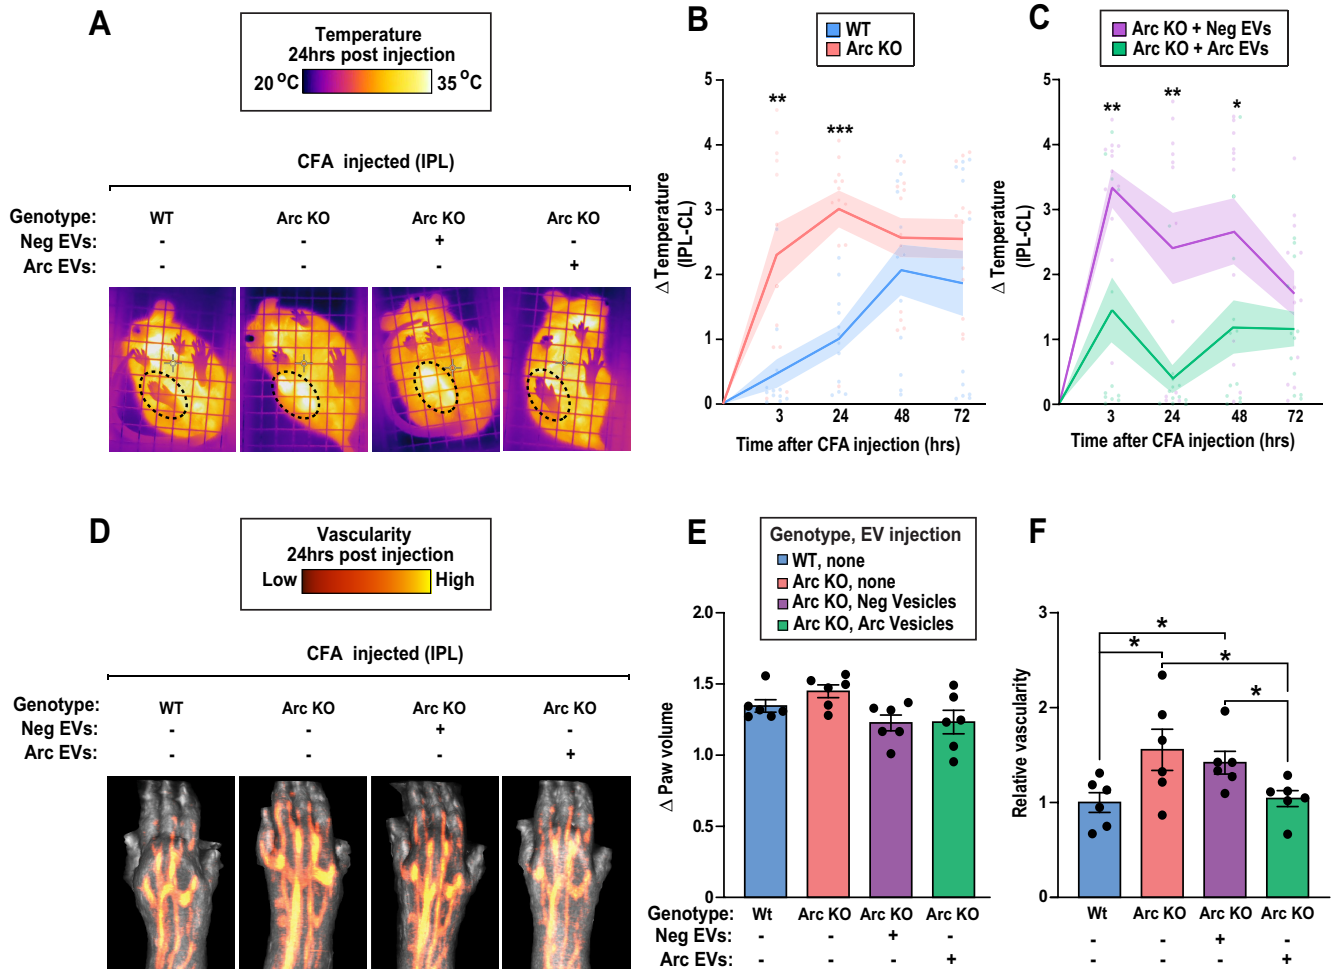 A
Temperature
24hrs post injection
20 °C 35 °C
CFA injected (IPL)
Genotype: WT Arc KO Arc KO Arc KO
Neg EVs: - - + -
Arc EVs: - - - +
B
WT
Arc KO
5
4
3
2
1
0
** ***
Δ Temperature
(IPL-CL)
3 24 48 72
Time after CFA injection (hrs)
C
Arc KO + Neg EVs
Arc KO + Arc EVs
5
4
3
2
1
0
** ** *
Δ Temperature
(IPL-CL)
3 24 48 72
Time after CFA injection (hrs)
D
Vascularity
24hrs post injection
Low High
CFA injected (IPL)
Genotype: WT Arc KO Arc KO Arc KO
Neg EVs: - - + -
Arc EVs: - - - +
E
Genotype, EV injection
WT, none
Arc KO, none
Arc KO, Neg Vesicles
Arc KO, Arc Vesicles
2.0
1.5
1.0
0.5
0
Δ Paw volume
Genotype: Wt Arc KO Arc KO Arc KO
Neg EVs: - - + -
Arc EVs: - - - +
F
3
2
1
0
Relative vascularity
* * * *
Wt Arc KO Arc KO Arc KO
- - + -
- - - +